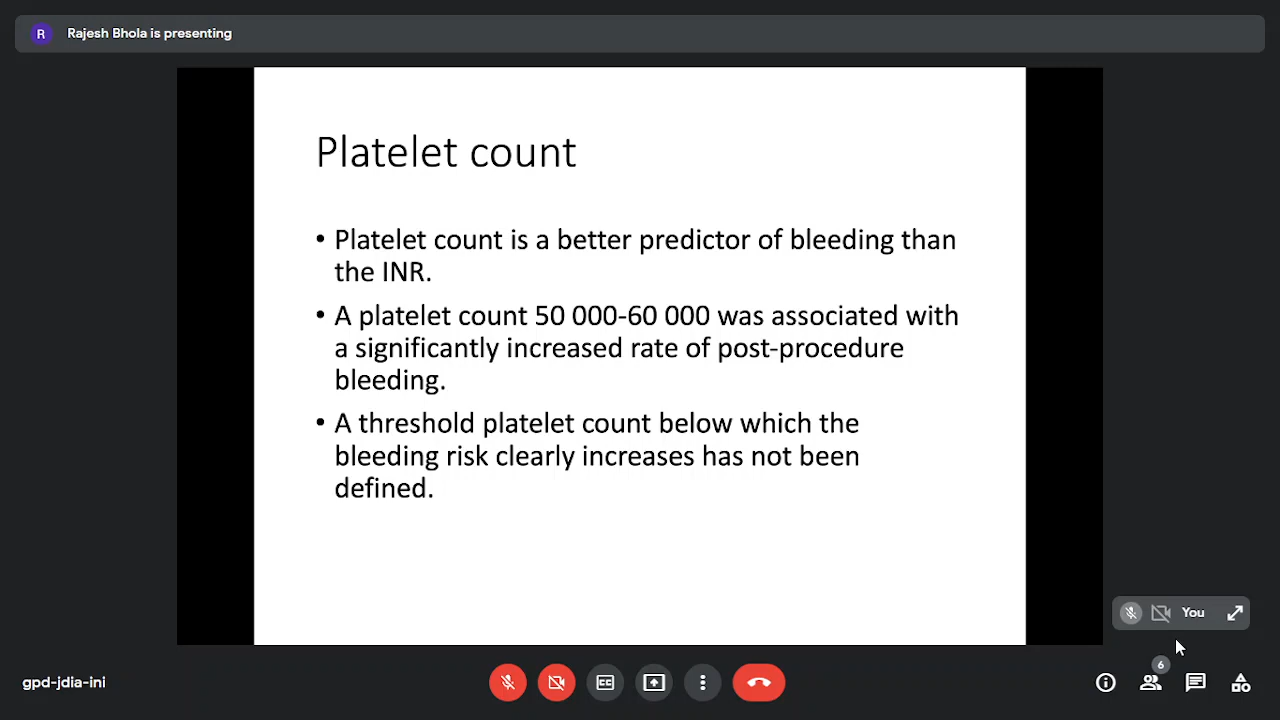 R
Rajesh Bhola is presenting
Platelet count
• Platelet count is a better predictor of bleeding than
the INR.
• A platelet count 50 000-60 000 was associated with
a significantly increased rate of post-procedure
bleeding.
• A threshold platelet count below which the
bleeding risk clearly increases has not been
defined.
You
6
gpd-jdia-ini
CC